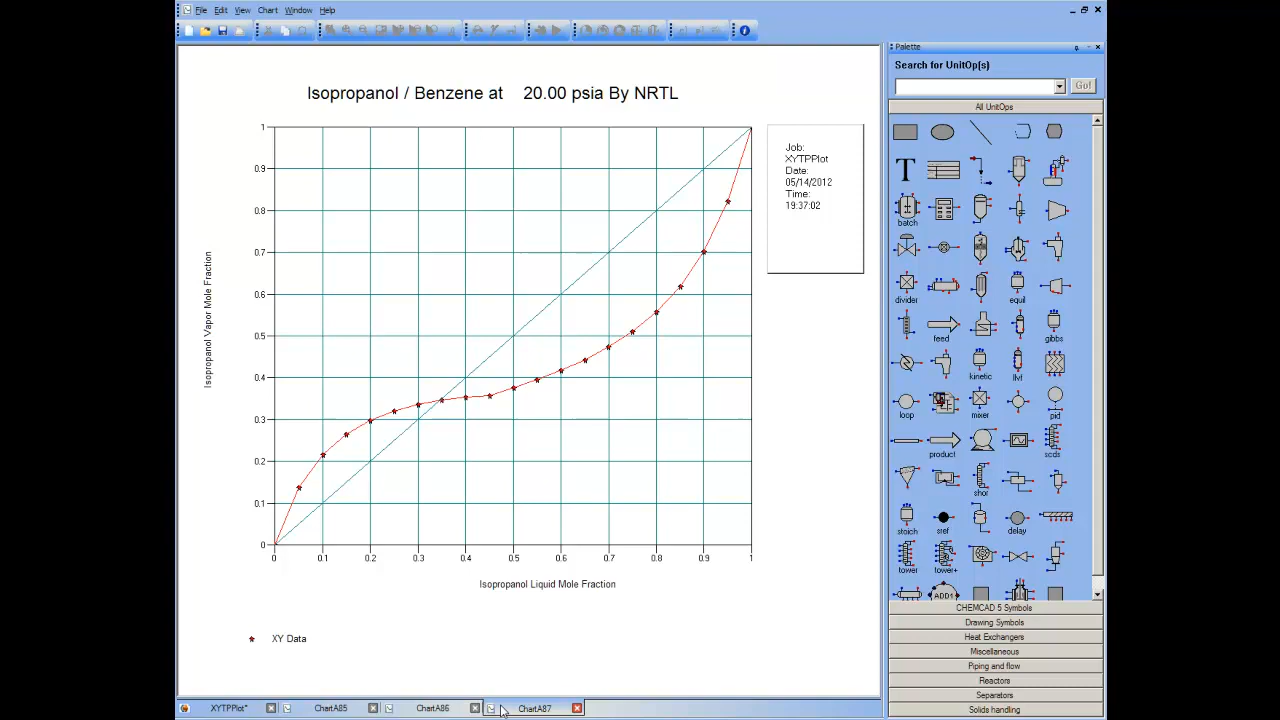 File Edit View Chart Window Help
Palette
Search for UnitOp(s)
Go!
All UnitOps
Isopropanol / Benzene at 20.00 psia By NRTL
Job:
XYTPPlot
Date:
05/14/2012
Time:
19:37:02
Isopropanol Vapor Mole Fraction
1
0.9
0.8
0.7
0.6
0.5
0.4
0.3
0.2
0.1
0
0 0.1 0.2 0.3 0.4 0.5 0.6 0.7 0.8 0.9 1
Isopropanol Liquid Mole Fraction
XY Data
T
batch
divider equil
feed gibbs
kinetic llvf
loop mixer pid
product scds
shor
stoich sref delay
tower tower+
ADD1
CHEMCAD 5 Symbols
Drawing Symbols
Heat Exchangers
Miscellaneous
Piping and flow
Reactors
Separators
Solids handling
XYTPPlot* ChartA85 ChartA86 ChartA87